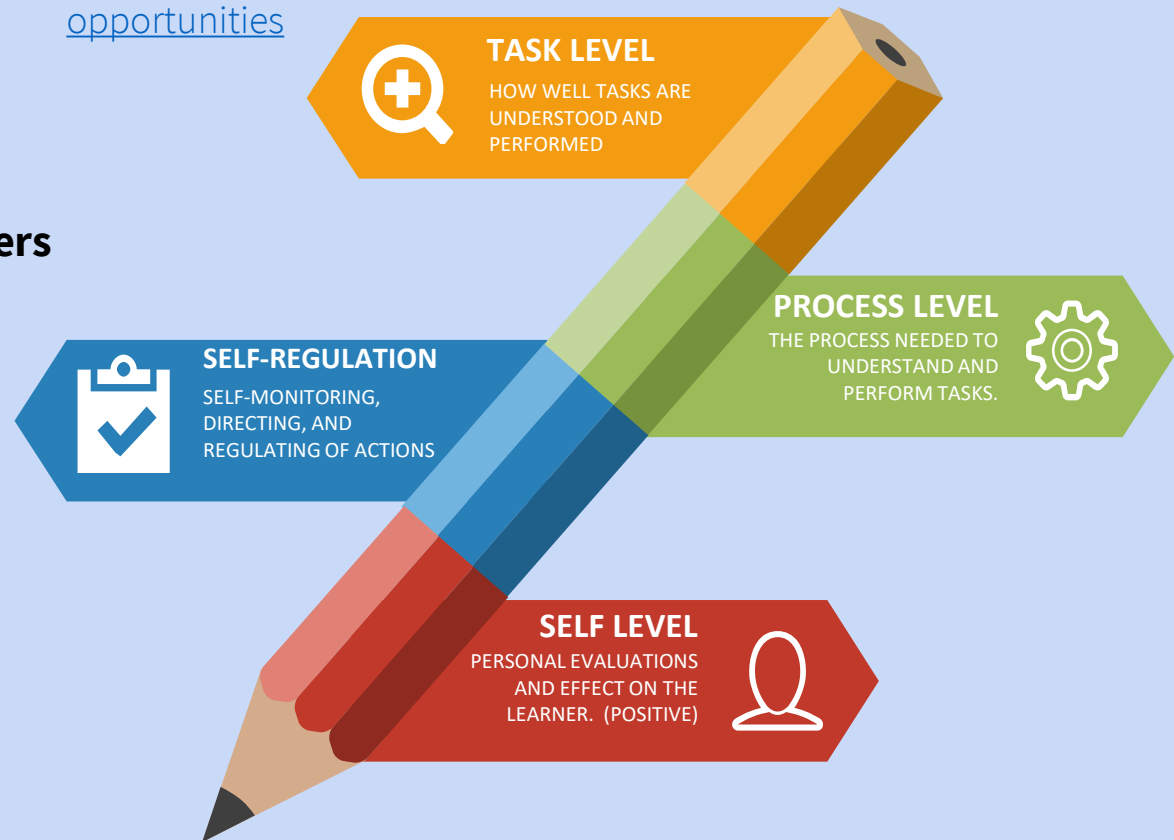 opportunities
TASK LEVEL
HOW WELL TASKS ARE
UNDERSTOOD AND
PERFORMED
ers
PROCESS LEVEL
THE PROCESS NEEDED TO
UNDERSTAND AND
PERFORM TASKS.
SELF-REGULATION
SELF-MONITORING,
DIRECTING, AND
REGULATING OF ACTIONS
SELF LEVEL
PERSONAL EVALUATIONS
AND EFFECT ON THE
LEARNER. (POSITIVE)